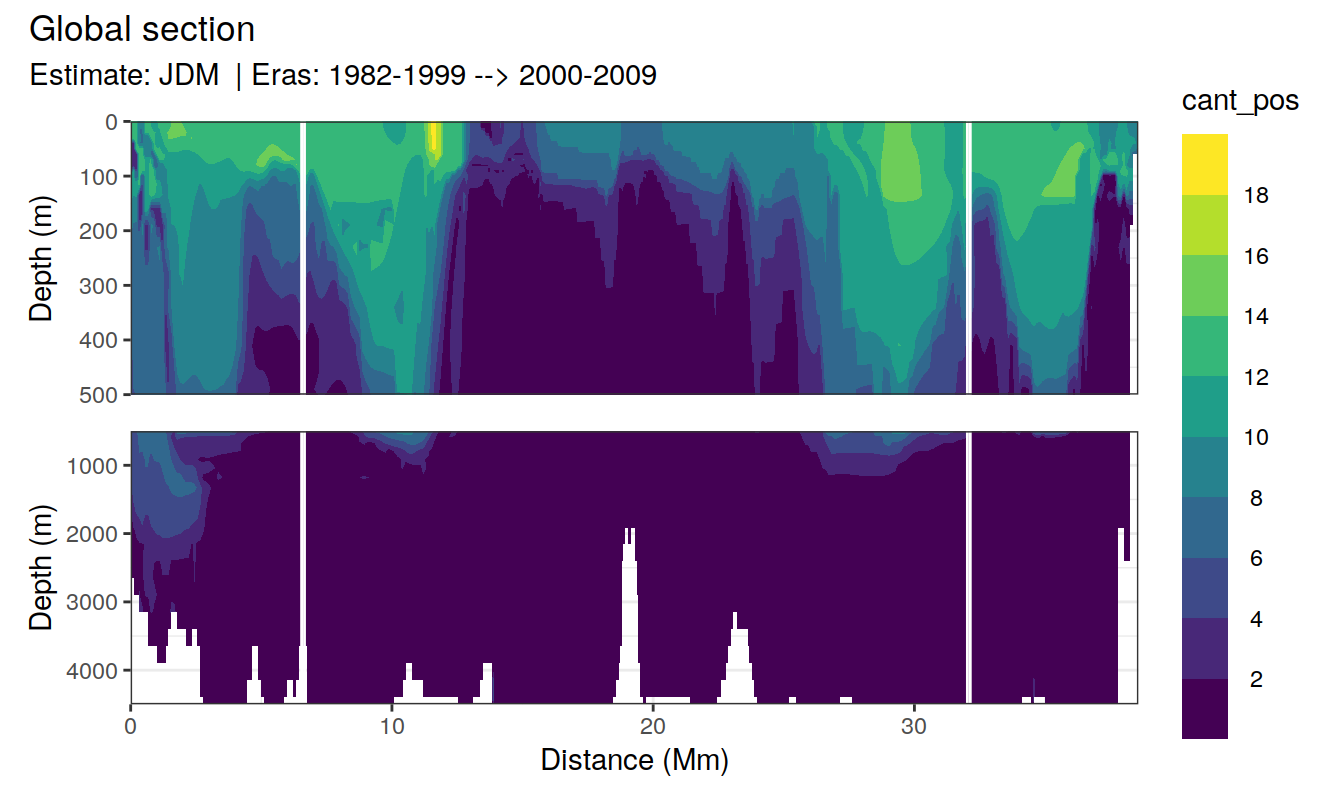 Global section
Estimate: JDM | Eras: 1982-1999 --> 2000-2009
cant_pos
18
16
14
12
10
8
6
4
2
Depth (m)
0
100
200
300
400
500
Depth (m)
1000
2000
3000
4000
0 10 20 30
Distance (Mm)